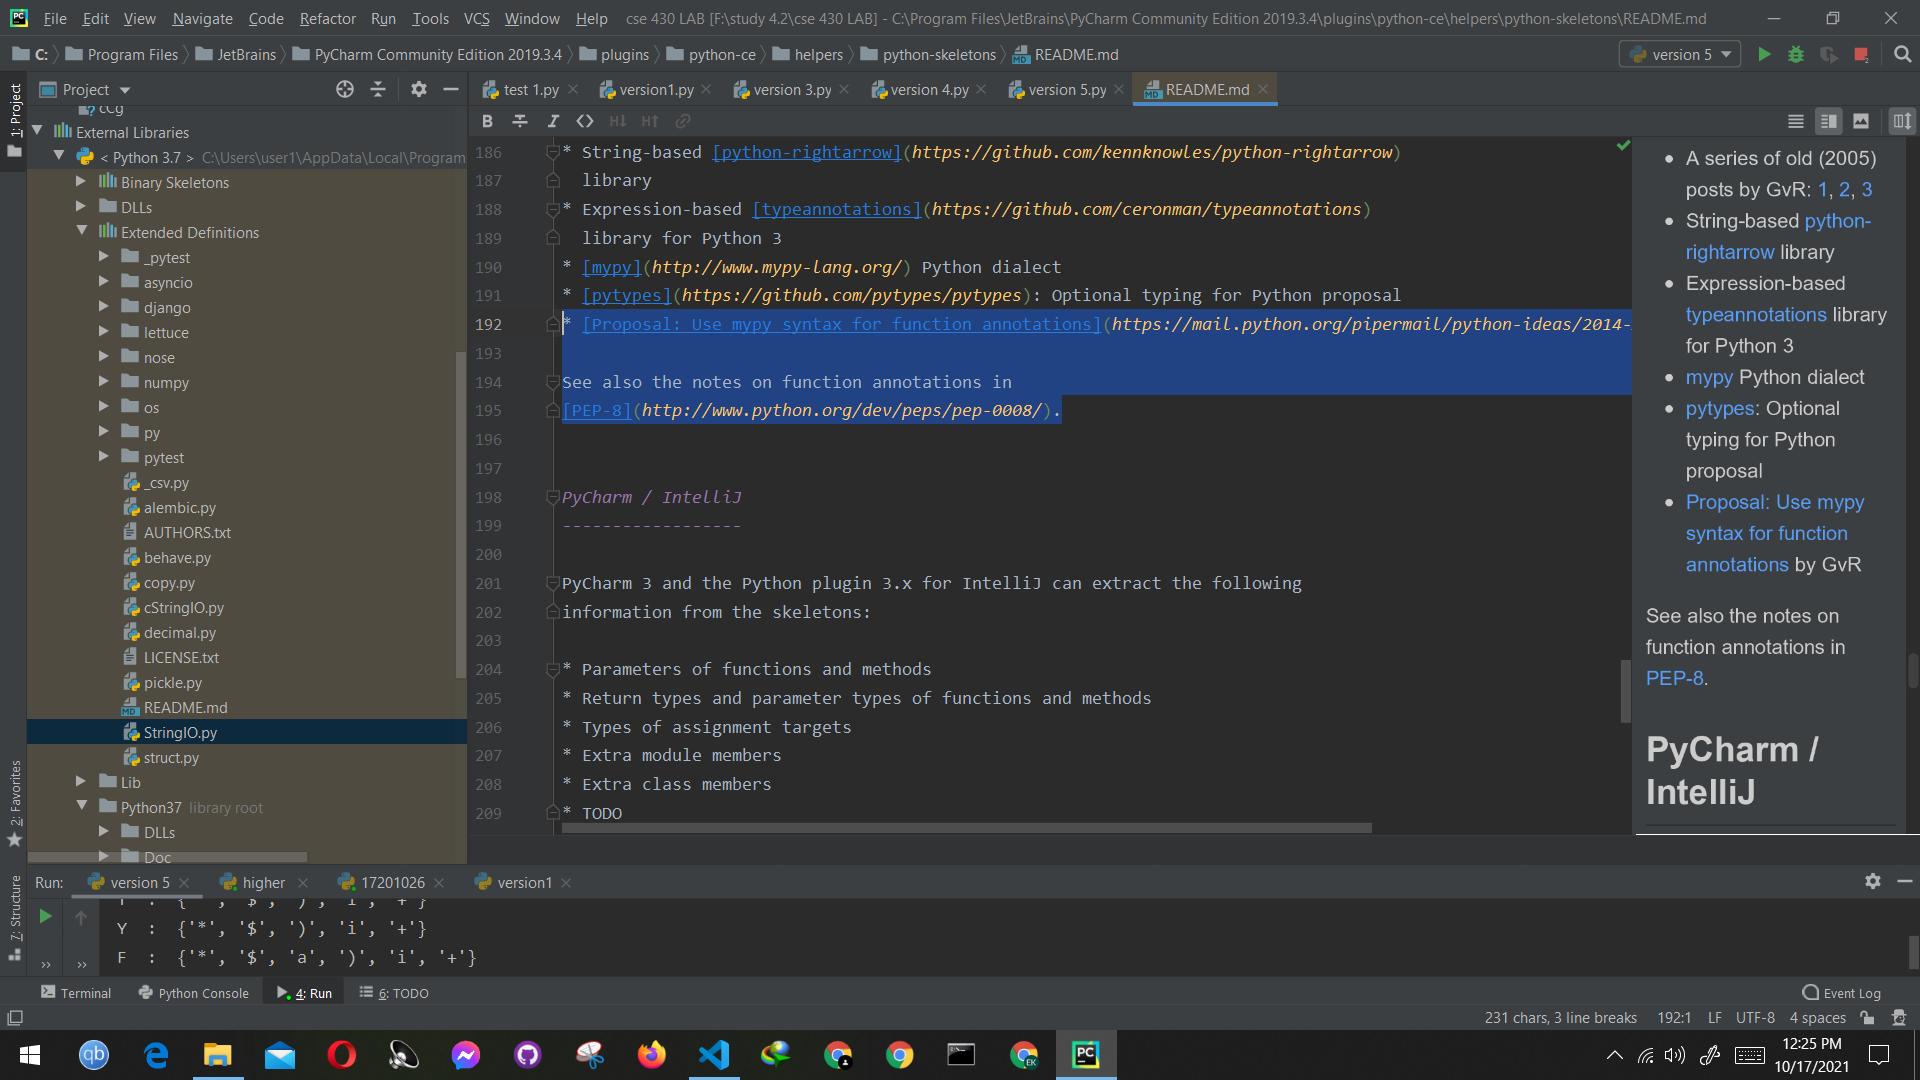 File Edit View Navigate Code Refactor Run Tools VCS Window Help cse 430 LAB [F:\study 4.2\cse 430 LAB] - C:\Program Files\JetBrains\PyCharm Community Edition 2019.3.4\plugins\python-ce\helpers\python-skeletons\README.md
C: Program Files JetBrains PyCharm Community Edition 2019.3.4 plugins python-ce helpers python-skeletons README.md version 5
1: Project
Project
test 1.py version1.py version 3.py version 4.py version 5.py README.md
B I <> H↓ H↑
External Libraries
< Python 3.7 > C:\Users\user1\AppData\Local\Program
Binary Skeletons
DLLs
Extended Definitions
_pytest
asyncio
django
lettuce
nose
numpy
os
py
pytest
_csv.py
alembic.py
AUTHORS.txt
behave.py
copy.py
cStringIO.py
decimal.py
LICENSE.txt
pickle.py
README.md
StringIO.py
struct.py
Lib
Python37 library root
DLLs
Doc
186 * String-based [python-rightarrow](https://github.com/kennknowles/python-rightarrow)
187 library
188 * Expression-based [typeannotations](https://github.com/ceronman/typeannotations)
189 library for Python 3
190 * [mypy](http://www.mypy-lang.org/) Python dialect
191 * [pytypes](https://github.com/pytypes/pytypes): Optional typing for Python proposal
192 * [Proposal: Use mypy syntax for function annotations](https://mail.python.org/pipermail/python-ideas/2014-
193
194 See also the notes on function annotations in
195 [PEP-8](http://www.python.org/dev/peps/pep-0008/).
196
197
198 PyCharm / IntelliJ
199 ------------------
200
201 PyCharm 3 and the Python plugin 3.x for IntelliJ can extract the following
202 information from the skeletons:
203
204 * Parameters of functions and methods
205 * Return types and parameter types of functions and methods
206 * Types of assignment targets
207 * Extra module members
208 * Extra class members
209 * TODO
• A series of old (2005)
posts by GvR: 1, 2, 3
• String-based python-
rightarrow library
• Expression-based
typeannotations library
for Python 3
• mypy Python dialect
• pytypes: Optional
typing for Python
proposal
• Proposal: Use mypy
syntax for function
annotations by GvR
See also the notes on
function annotations in
PEP-8.
PyCharm /
IntelliJ
2: Favorites
7: Structure
Run: version 5 higher 17201026 version1
Y : {'*', '$', ')', 'i', '+'}
F : {'*', '$', 'a', ')', 'i', '+'}
Terminal Python Console 4: Run 6: TODO Event Log
231 chars, 3 line breaks 192:1 LF UTF-8 4 spaces
12:25 PM
10/17/2021